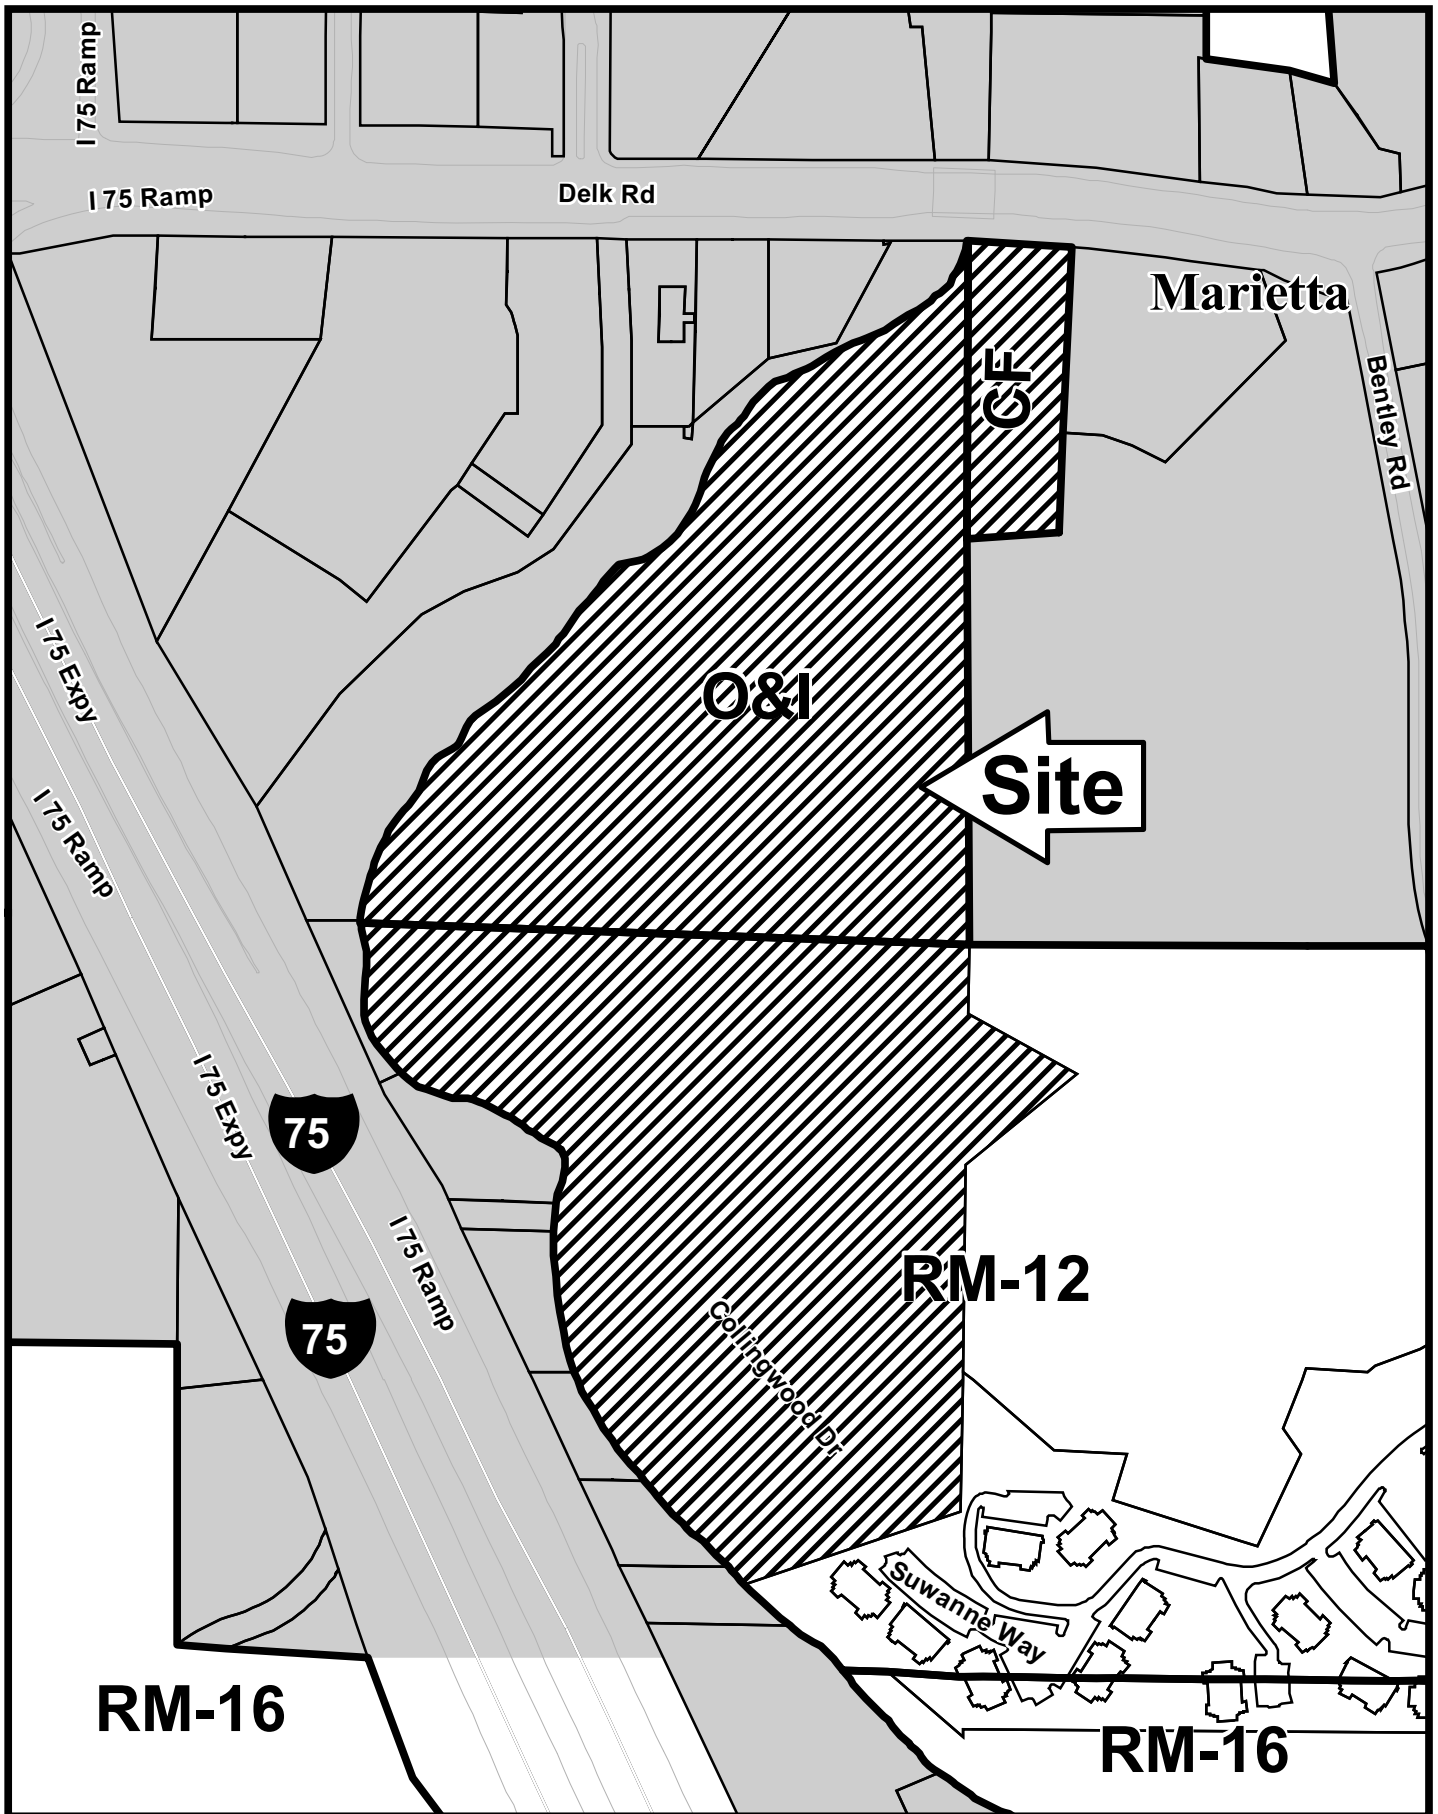 I 75 Ramp
I 75 Ramp
Delk Rd
Marietta
CF
Bentley Rd
I 75 Expy
O&I
Site
I 75 Ramp
I 75 Expy
75
I 75 Ramp
RM-12
75
Collingwood Dr
Suwanne Way
RM-16
RM-16